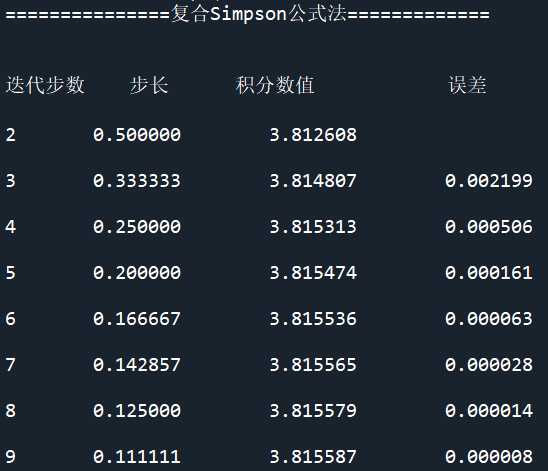 ===============复合Simpson公式法=============
迭代步数 步长 积分数值 误差
2 0.500000 3.812608
3 0.333333 3.814807 0.002199
4 0.250000 3.815313 0.000506
5 0.200000 3.815474 0.000161
6 0.166667 3.815536 0.000063
7 0.142857 3.815565 0.000028
8 0.125000 3.815579 0.000014
9 0.111111 3.815587 0.000008